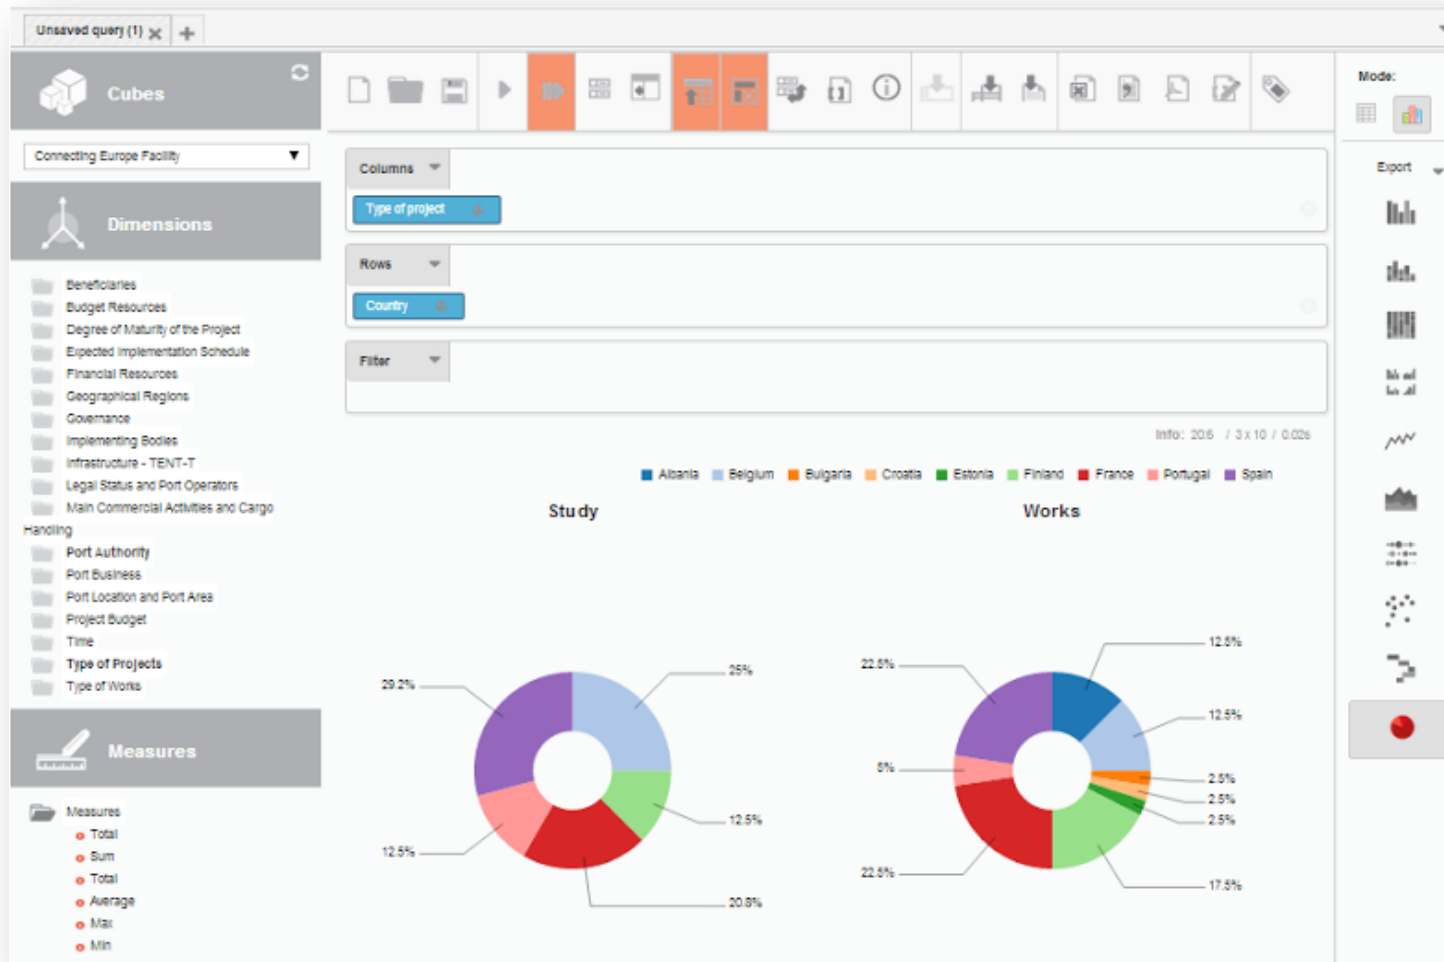 Unsaved query (1)
Cubes
Connecting Europe Facility
Dimensions
Beneficiaries
Budget Resources
Degree of Maturity of the Project
Expected Implementation Schedule
Financial Resources
Geographical Regions
Governance
Implementing Bodies
Infrastructure - TENT-T
Legal Status and Port Operators
Main Commercial Activities and Cargo
Handling
Port Authority
Port Business
Port Location and Port Area
Project Budget
Time
Type of Projects
Type of Works
Measures
Measures
Total
Sum
Total
Average
Max
Min
Columns
Type of project
Rows
Country
Filter
Info: 20:6 / 3 x 10 / 0.02s
Albania Belgium Bulgaria Croatia Estonia Finland France Portugal Spain
Study
29.2%
25%
12.5%
12.5%
20.8%
Works
22.5%
12.5%
12.5%
5%
2.5%
2.5%
2.5%
22.5%
17.5%
Mode:
Export